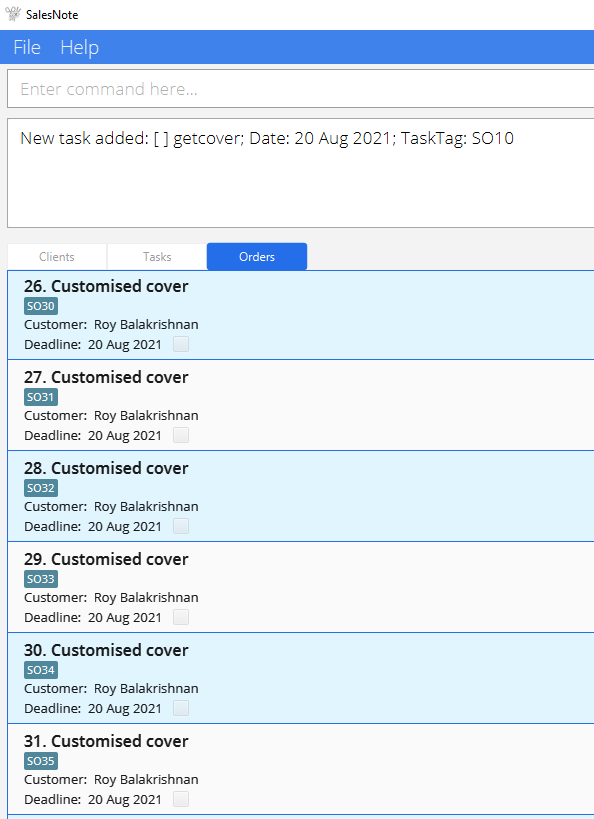 SalesNote
File Help
Enter command here...
New task added: [ ] getcover; Date: 20 Aug 2021; TaskTag: SO10
Clients Tasks Orders
26. Customised cover
SO30
Customer: Roy Balakrishnan
Deadline: 20 Aug 2021
27. Customised cover
SO31
Customer: Roy Balakrishnan
Deadline: 20 Aug 2021
28. Customised cover
SO32
Customer: Roy Balakrishnan
Deadline: 20 Aug 2021
29. Customised cover
SO33
Customer: Roy Balakrishnan
Deadline: 20 Aug 2021
30. Customised cover
SO34
Customer: Roy Balakrishnan
Deadline: 20 Aug 2021
31. Customised cover
SO35
Customer: Roy Balakrishnan
Deadline: 20 Aug 2021